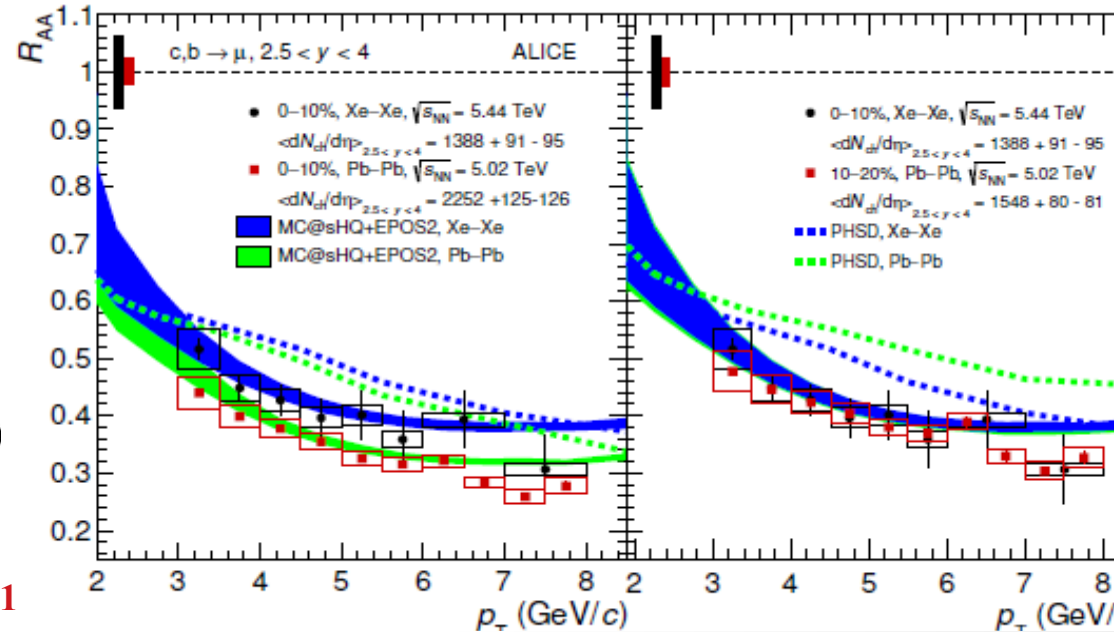 R_AA
1.1
1
0.9
0.8
0.7
0.6
0.5
0.4
0.3
0.2
c,b → μ, 2.5 < y < 4 ALICE
● 0–10%, Xe–Xe, √s_NN = 5.44 TeV
<dN_ch/dη>_2.5<y<4 = 1388 + 91 - 95
■ 0–10%, Pb–Pb, √s_NN = 5.02 TeV
<dN_ch/dη>_2.5<y<4 = 2252 +125-126
MC@sHQ+EPOS2, Xe–Xe
MC@sHQ+EPOS2, Pb–Pb
2 3 4 5 6 7 8
p_T (GeV/c)
● 0–10%, Xe–Xe, √s_NN = 5.44 TeV
<dN_ch/dη>_2.5<y<4 = 1388 + 91 - 95
■ 10–20%, Pb–Pb, √s_NN = 5.02 TeV
<dN_ch/dη>_2.5<y<4 = 1548 + 80 - 81
PHSD, Xe–Xe
PHSD, Pb–Pb
2 3 4 5 6 7 8
p_T (GeV/
)
1